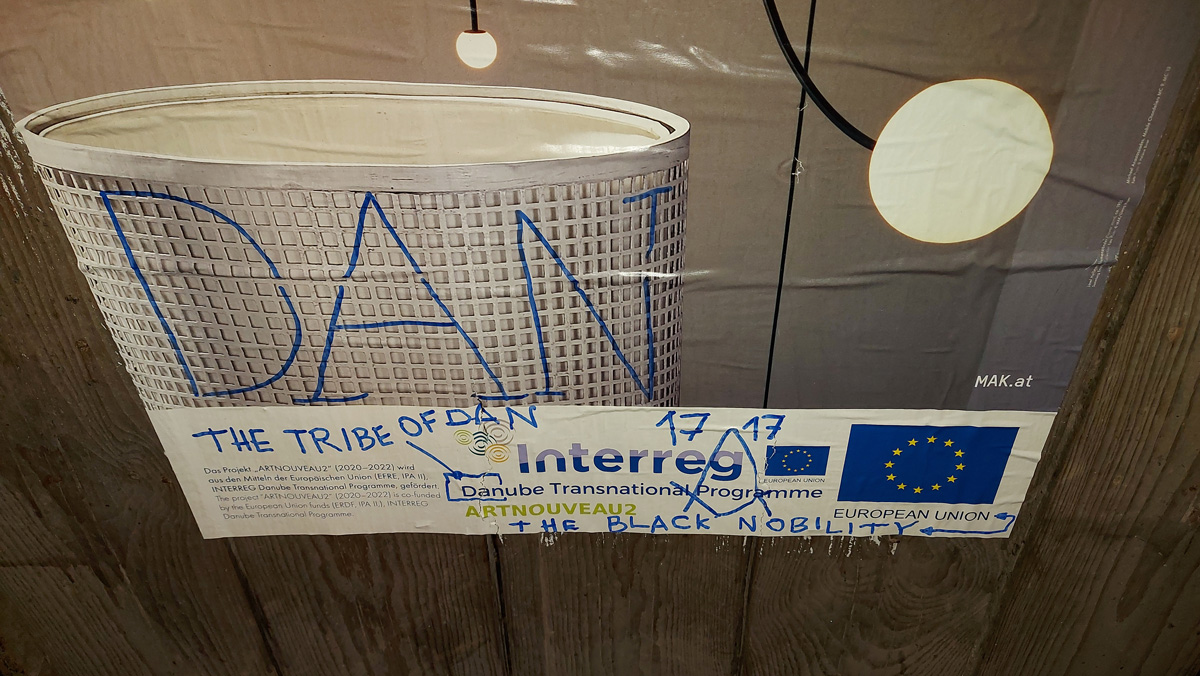 DAN
MAK.at
THE TRIBE OF DAN
17 17
Das Projekt „ARTNOUVEAU2“ (2020–2022) wird
aus den Mitteln der Europäischen Union (EFRE, IPA II),
INTERREG Danube Transnational Programme, gefördert.
The project "ARTNOUVEAU2" (2020–2022) is co-funded
by the European Union funds (ERDF, IPA II), INTERREG
Danube Transnational Programme.
Interreg
EUROPEAN UNION
Danube Transnational Programme
ARTNOUVEAU2
EUROPEAN UNION
THE BLACK NOBILITY